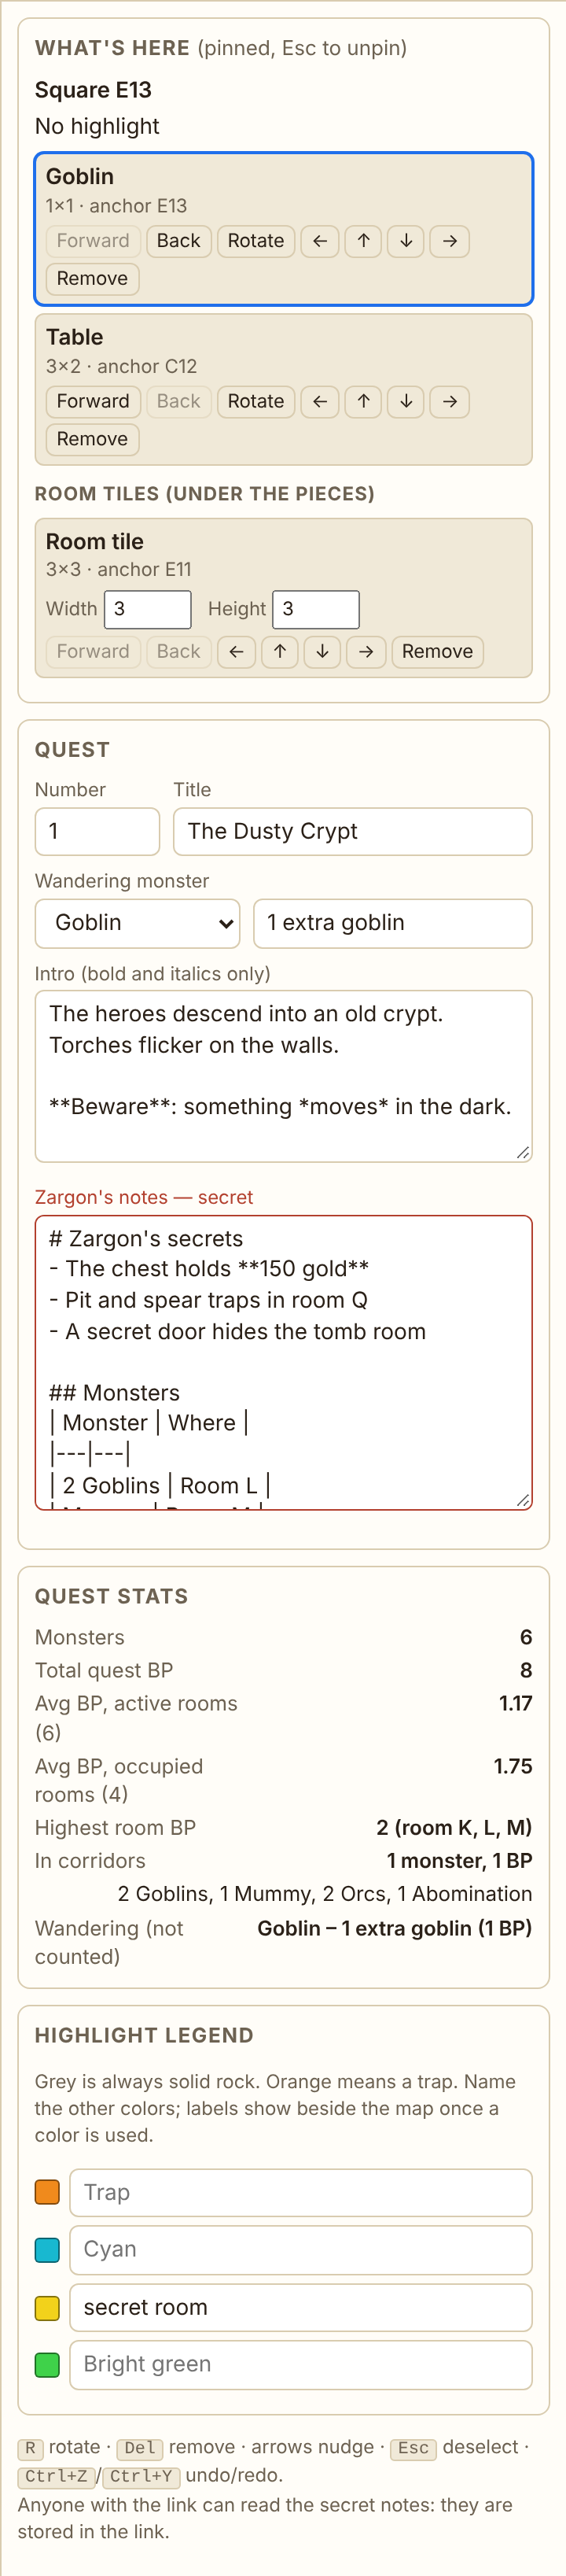 WHAT'S HERE (pinned, Esc to unpin)
Square E13
No highlight
Goblin
1×1 · anchor E13
Forward Back Rotate ← ↑ ↓ →
Remove
Table
3×2 · anchor C12
Forward Back Rotate ← ↑ ↓ →
Remove
ROOM TILES (UNDER THE PIECES)
Room tile
3×3 · anchor E11
Width 3 Height 3
Forward Back ← ↑ ↓ → Remove
QUEST
Number Title
1 The Dusty Crypt
Wandering monster
Goblin 1 extra goblin
Intro (bold and italics only)
The heroes descend into an old crypt.
Torches flicker on the walls.
**Beware**: something *moves* in the dark.
Zargon's notes — secret
# Zargon's secrets
- The chest holds **150 gold**
- Pit and spear traps in room Q
- A secret door hides the tomb room
## Monsters
| Monster | Where |
|---|---|
| 2 Goblins | Room L |
QUEST STATS
Monsters 6
Total quest BP 8
Avg BP, active rooms 1.17
(6)
Avg BP, occupied 1.75
rooms (4)
Highest room BP 2 (room K, L, M)
In corridors 1 monster, 1 BP
2 Goblins, 1 Mummy, 2 Orcs, 1 Abomination
Wandering (not Goblin – 1 extra goblin (1 BP)
counted)
HIGHLIGHT LEGEND
Grey is always solid rock. Orange means a trap. Name
the other colors; labels show beside the map once a
color is used.
Trap
Cyan
secret room
Bright green
R rotate · Del remove · arrows nudge · Esc deselect ·
Ctrl+Z/Ctrl+Y undo/redo.
Anyone with the link can read the secret notes: they are
stored in the link.